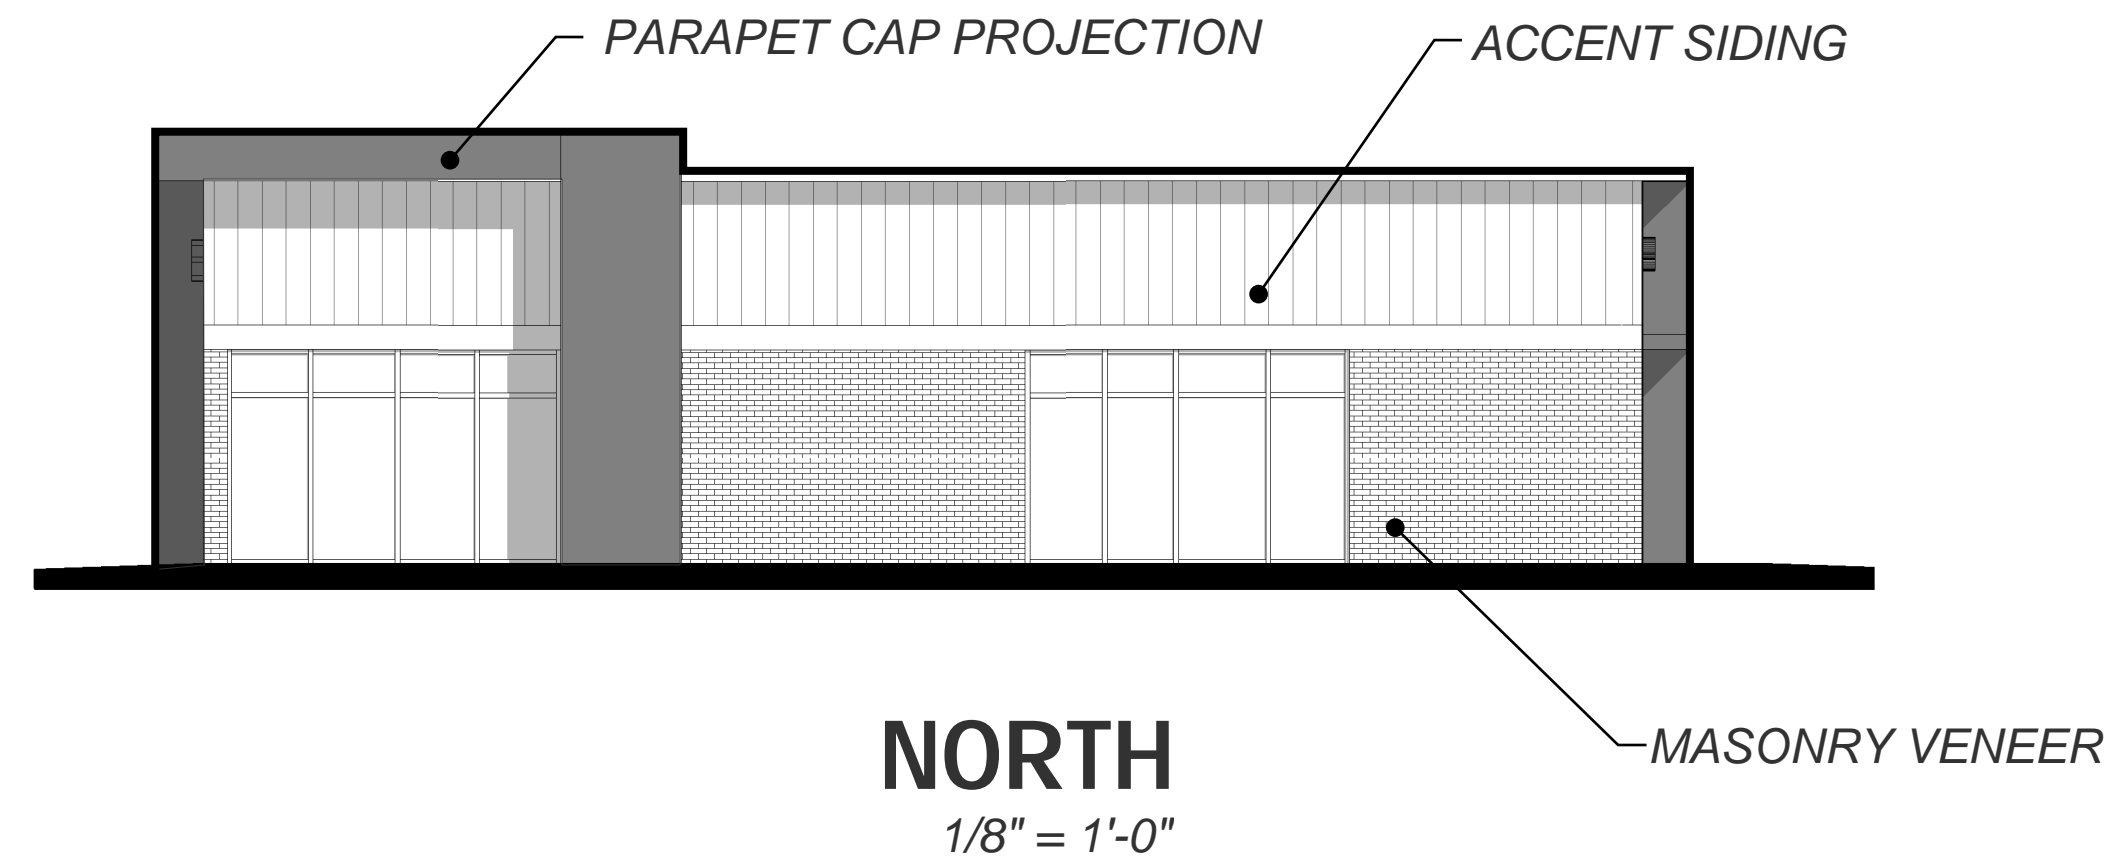 PARAPET CAP PROJECTION
ACCENT SIDING
MASONRY VENEER
NORTH
1/8" = 1'-0"